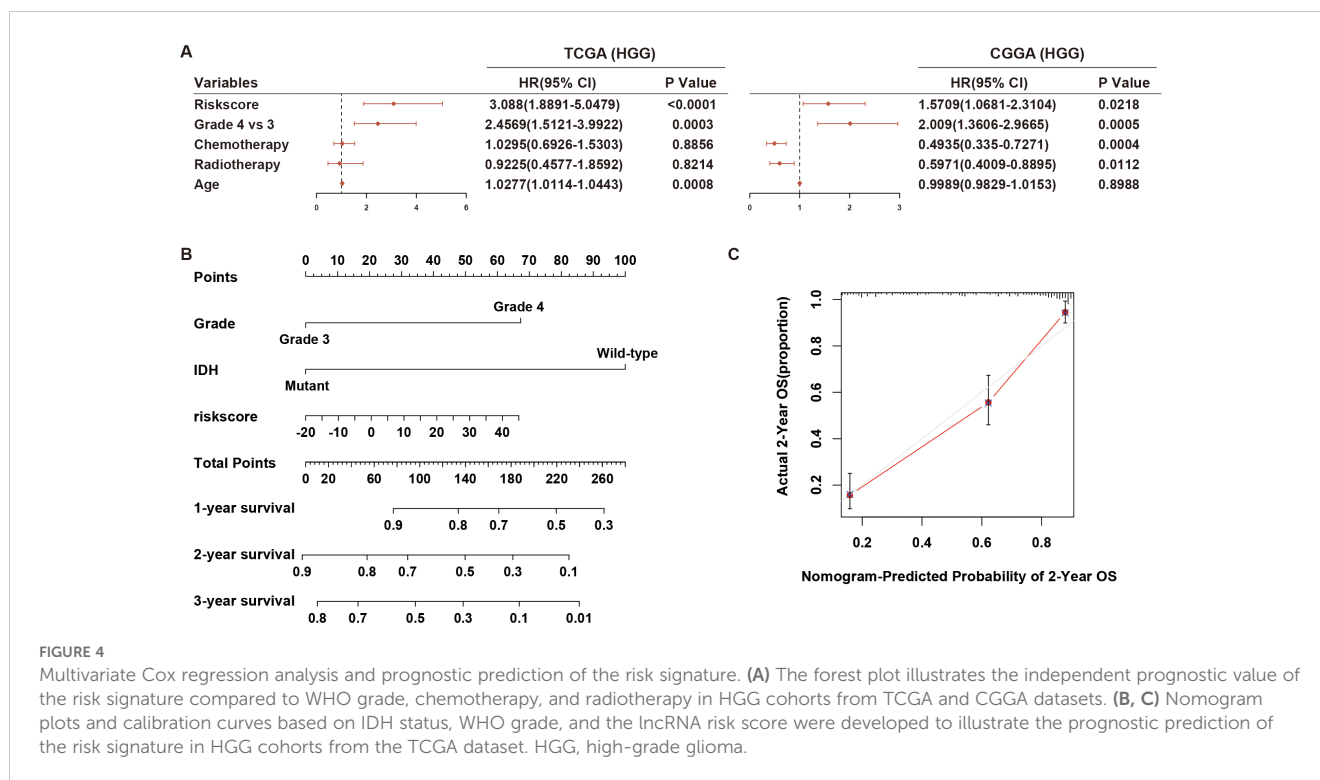 A
TCGA (HGG) CGGA (HGG)
Variables HR(95% CI) P Value HR(95% CI) P Value
Riskscore 3.088(1.8891-5.0479) <0.0001 1.5709(1.0681-2.3104) 0.0218
Grade 4 vs 3 2.4569(1.5121-3.9922) 0.0003 2.009(1.3606-2.9665) 0.0005
Chemotherapy 1.0295(0.6926-1.5303) 0.8856 0.4935(0.335-0.7271) 0.0004
Radiotherapy 0.9225(0.4577-1.8592) 0.8214 0.5971(0.4009-0.8895) 0.0112
Age 1.0277(1.0114-1.0443) 0.0008 0.9989(0.9829-1.0153) 0.8988
0 2 4 6 0 1 2 3
B
0 10 20 30 40 50 60 70 80 90 100
Points
Grade 4
Grade
Grade 3
Wild-type
IDH
Mutant
riskscore
-20 -10 0 10 20 30 40
Total Points
0 20 60 100 140 180 220 260
1-year survival
0.9 0.8 0.7 0.5 0.3
2-year survival
0.9 0.8 0.7 0.5 0.3 0.1
3-year survival
0.8 0.7 0.5 0.3 0.1 0.01
C
Actual 2-Year OS(proportion)
1.0
0.8
0.6
0.4
0.2
0.2 0.4 0.6 0.8
Nomogram-Predicted Probability of 2-Year OS
FIGURE 4
Multivariate Cox regression analysis and prognostic prediction of the risk signature. (A) The forest plot illustrates the independent prognostic value of
the risk signature compared to WHO grade, chemotherapy, and radiotherapy in HGG cohorts from TCGA and CGGA datasets. (B, C) Nomogram
plots and calibration curves based on IDH status, WHO grade, and the lncRNA risk score were developed to illustrate the prognostic prediction of
the risk signature in HGG cohorts from the TCGA dataset. HGG, high-grade glioma.